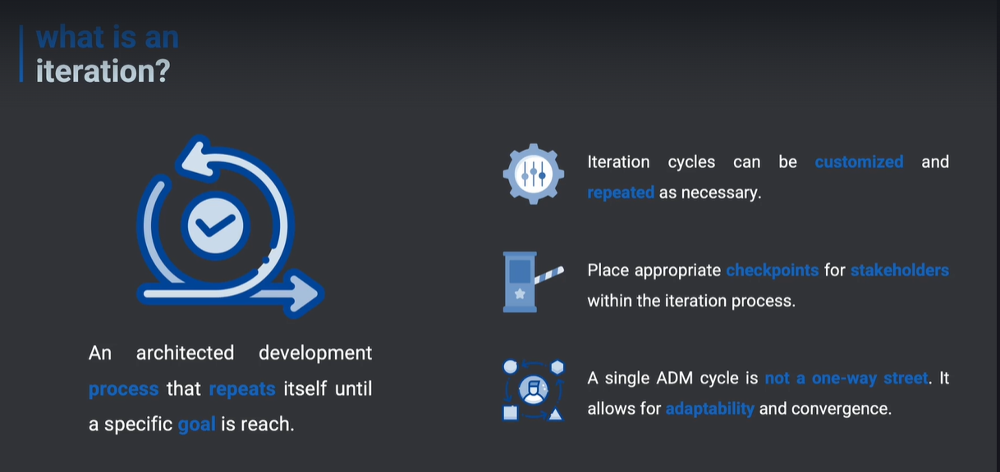 what is an
iteration?
An architected development
process that repeats itself until
a specific goal is reach.
Iteration cycles can be customized and
repeated as necessary.
Place appropriate checkpoints for stakeholders
within the iteration process.
A single ADM cycle is not a one-way street. It
allows for adaptability and convergence.